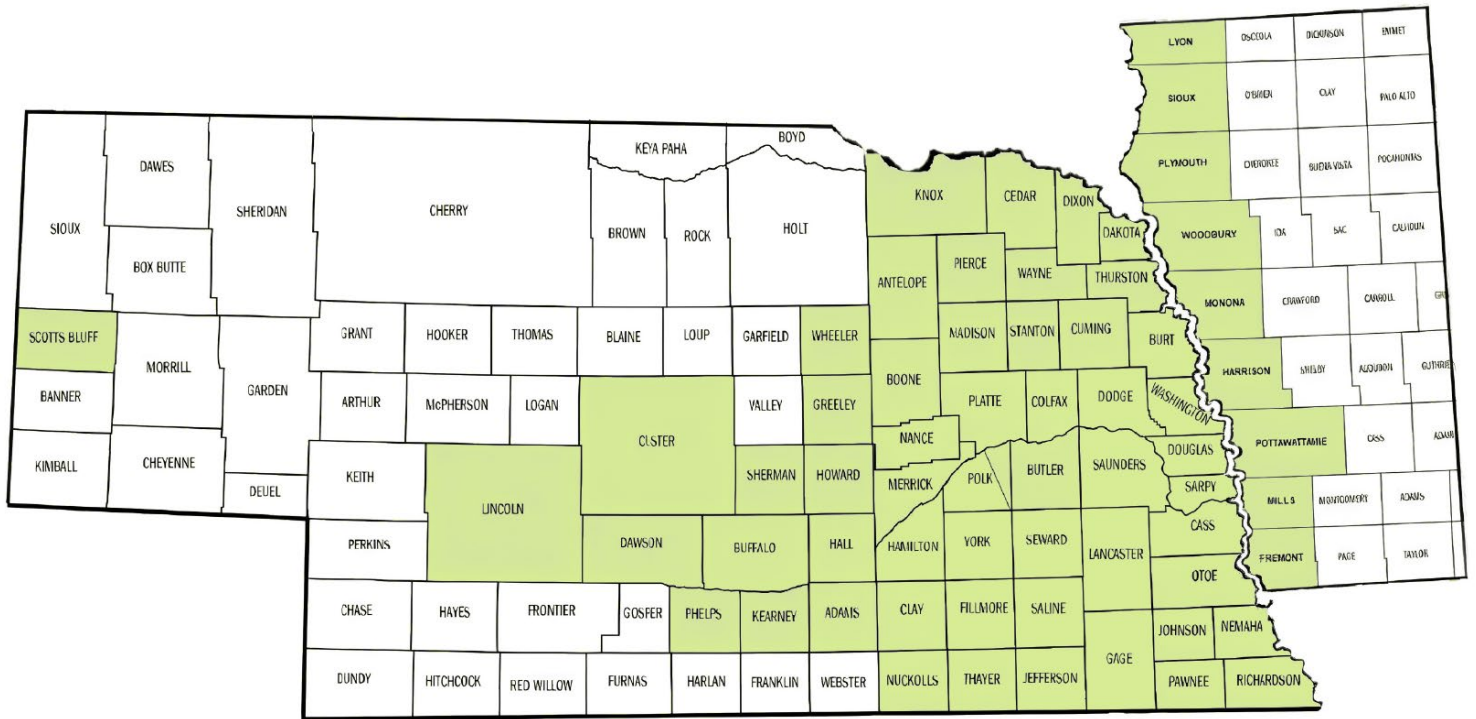 LYON
OSCEOLA
DICKINSON
EMMET
SIOUX
O'BRIEN
CLAY
PALO ALTO
PLYMOUTH
CHEROKEE
BUENA VISTA
POCAHONTAS
WOODBURY
IDA
SAC
CALHOUN
MONONA
CRAWFORD
CARROLL
HARRISON
SHELBY
AUDUBON
GUTHRIE
POTTAWATTAMIE
CASS
ADAIR
MILLS
MONTGOMERY
ADAMS
FREMONT
PAGE
TAYLOR
SIOUX
DAWES
BOX BUTTE
SHERIDAN
CHERRY
KEYA PAHA
BOYD
BROWN
ROCK
HOLT
KNOX
CEDAR
DIXON
DAKOTA
ANTELOPE
PIERCE
WAYNE
THURSTON
SCOTTS BLUFF
MORRILL
GARDEN
GRANT
HOOKER
THOMAS
BLAINE
LOUP
GARFIELD
WHEELER
MADISON
STANTON
CUMING
BURT
BANNER
ARTHUR
McPHERSON
LOGAN
CUSTER
VALLEY
GREELEY
BOONE
PLATTE
COLFAX
DODGE
WASHINGTON
NANCE
KIMBALL
CHEYENNE
DEUEL
KEITH
LINCOLN
SHERMAN
HOWARD
MERRICK
POLK
BUTLER
SAUNDERS
DOUGLAS
SARPY
PERKINS
DAWSON
BUFFALO
HALL
HAMILTON
YORK
SEWARD
LANCASTER
CASS
OTOE
CHASE
HAYES
FRONTIER
GOSPER
PHELPS
KEARNEY
ADAMS
CLAY
FILLMORE
SALINE
GAGE
JOHNSON
NEMAHA
DUNDY
HITCHCOCK
RED WILLOW
FURNAS
HARLAN
FRANKLIN
WEBSTER
NUCKOLLS
THAYER
JEFFERSON
PAWNEE
RICHARDSON